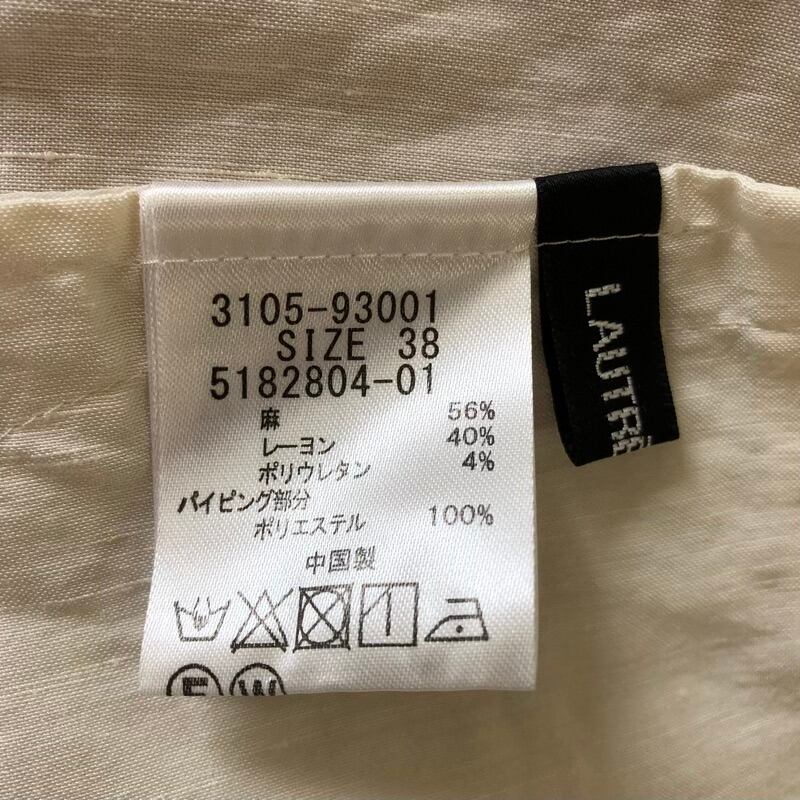 3105-93001
SIZE 38
5182804-01
麻 56%
レーヨン 40%
ポリウレタン 4%
パイピング部分
ポリエステル 100%
中国製
W
LAUTRE